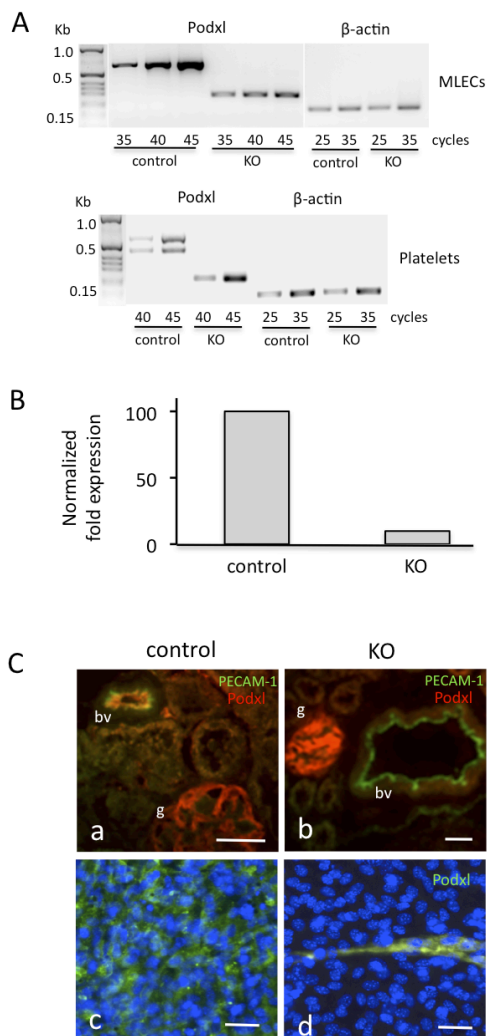 A
Kb
Podxl
β-actin
1.0
0.5
0.15
MLECs
35 40 45 35 40 45 25 35 25 35 cycles
control KO control KO
Kb
Podxl
β-actin
1.0
0.5
0.15
Platelets
40 45 40 45 25 35 25 35 cycles
control KO control KO
B
Normalized
fold expression
100
50
0
control KO
C
control KO
PECAM-1
Podxl
bv
g
a
PECAM-1
Podxl
g
bv
b
c
Podxl
d